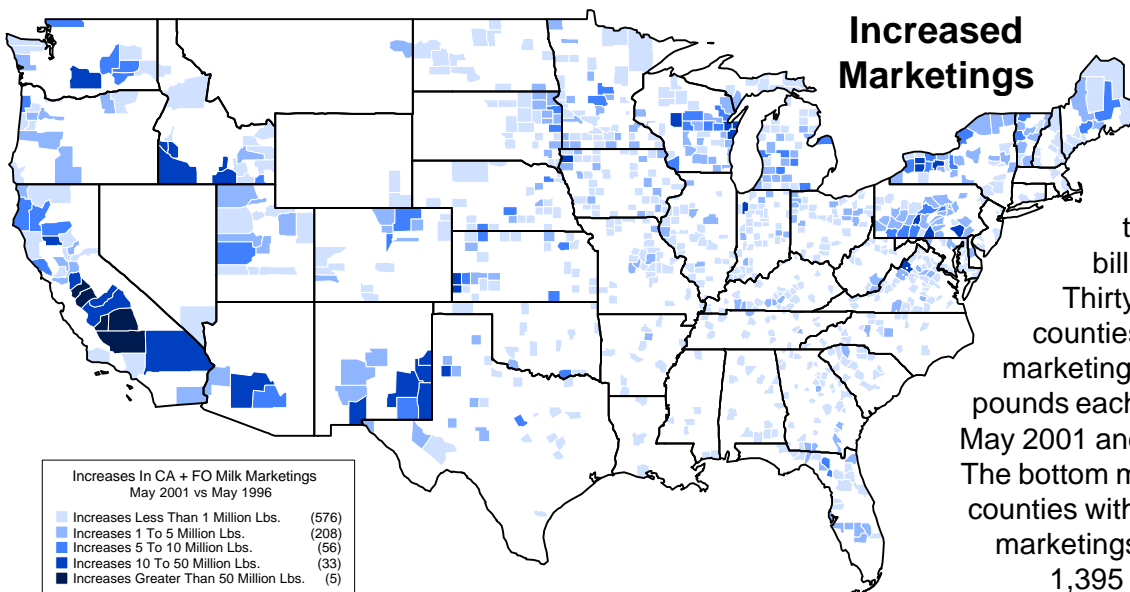 Increased
Marketings
t
bill
Thirty
counties
marketing
pounds each
May 2001 and
The bottom m
counties with
marketings
1,395
Increases In CA + FO Milk Marketings
May 2001 vs May 1996
Increases Less Than 1 Million Lbs. (576)
Increases 1 To 5 Million Lbs. (208)
Increases 5 To 10 Million Lbs. (56)
Increases 10 To 50 Million Lbs. (33)
Increases Greater Than 50 Million Lbs. (5)